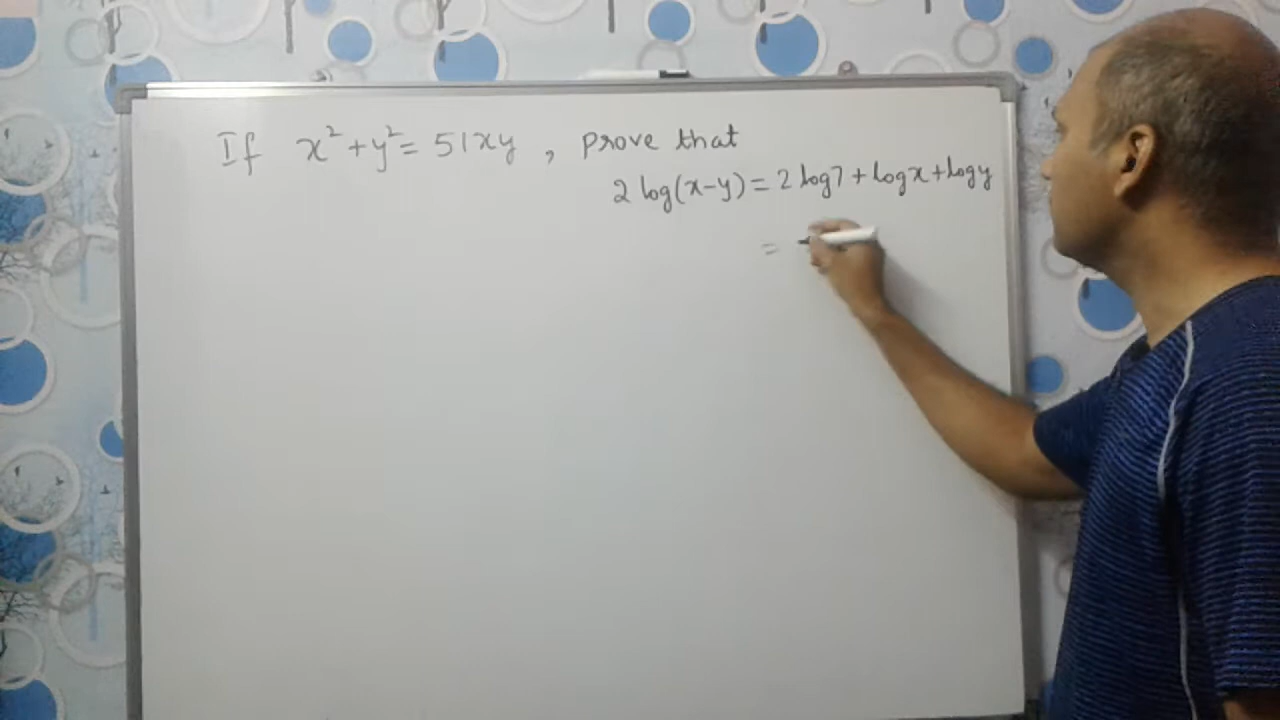 If x²+y²= 51xy , prove that
2 log(x-y) = 2 log7 + logx + logy
=